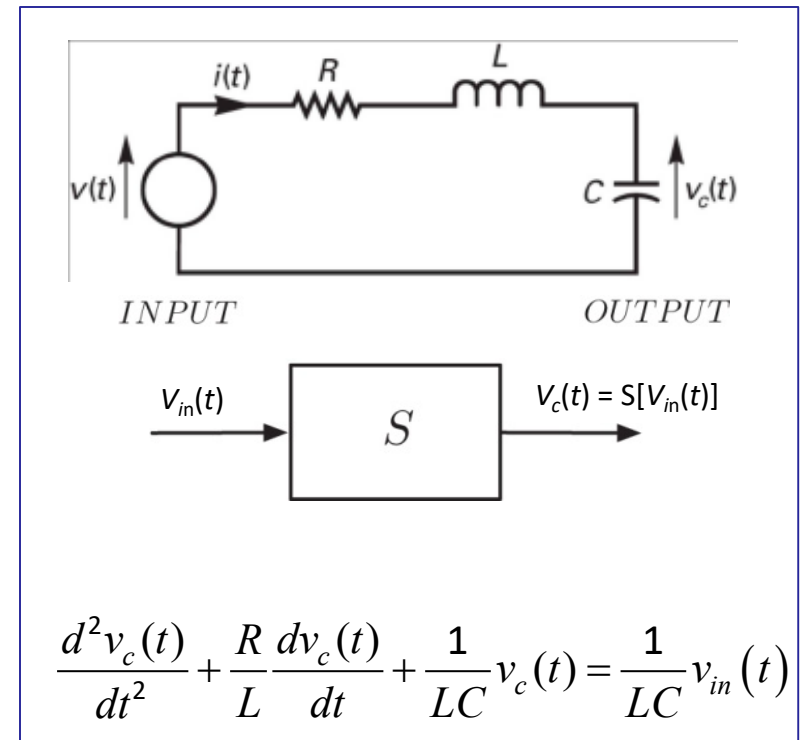 i(t) R L
v(t) C v_c(t)
INPUT OUTPUT
V_in(t) S V_c(t) = S[V_in(t)]
d²v_c(t)/dt² + R/L dv_c(t)/dt + 1/LC v_c(t) = 1/LC v_in(t)